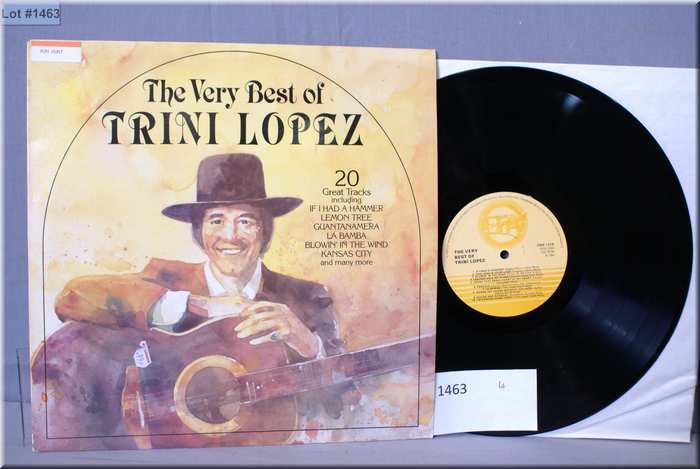 Lot #1463
The Very Best of
TRINI LOPEZ
20
Great Tracks
including
IF I HAD A HAMMER
LEMON TREE
GUANTANAMERA
LA BAMBA
BLOWIN' IN THE WIND
KANSAS CITY
and many more
THE VERY
BEST OF
TRINI LOPEZ
1463